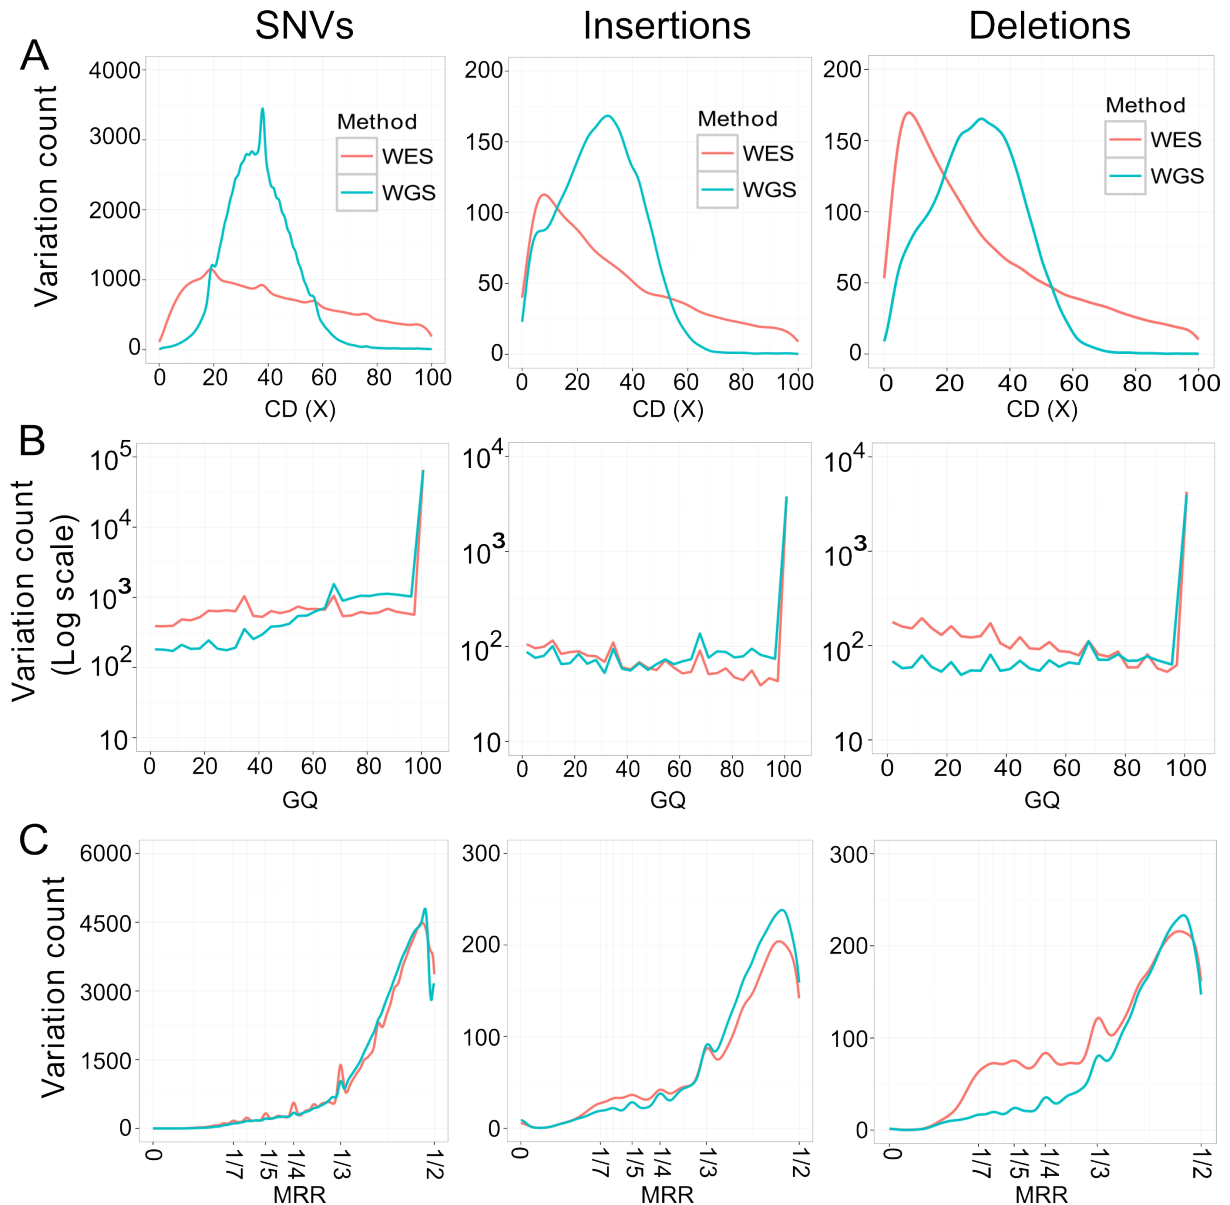 SNVs Insertions Deletions
A
Variation count
4000
3000
2000
1000
0
Method
WES
WGS
0 20 40 60 80 100
CD (X)
200
150
100
50
0
Method
WES
WGS
0 20 40 60 80 100
CD (X)
200
150
100
50
0
Method
WES
WGS
0 20 40 60 80 100
CD (X)
B
Variation count
(Log scale)
10^5
10^4
10^3
10^2
10
0 20 40 60 80 100
GQ
10^4
10^3
10^2
10
0 20 40 60 80 100
GQ
10^4
10^3
10^2
10
0 20 40 60 80 100
GQ
C
Variation count
6000
4500
3000
1500
0
0 1/7 1/5 1/4 1/3 1/2
MRR
300
200
100
0
0 1/7 1/5 1/4 1/3 1/2
MRR
300
200
100
0
0 1/7 1/5 1/4 1/3 1/2
MRR